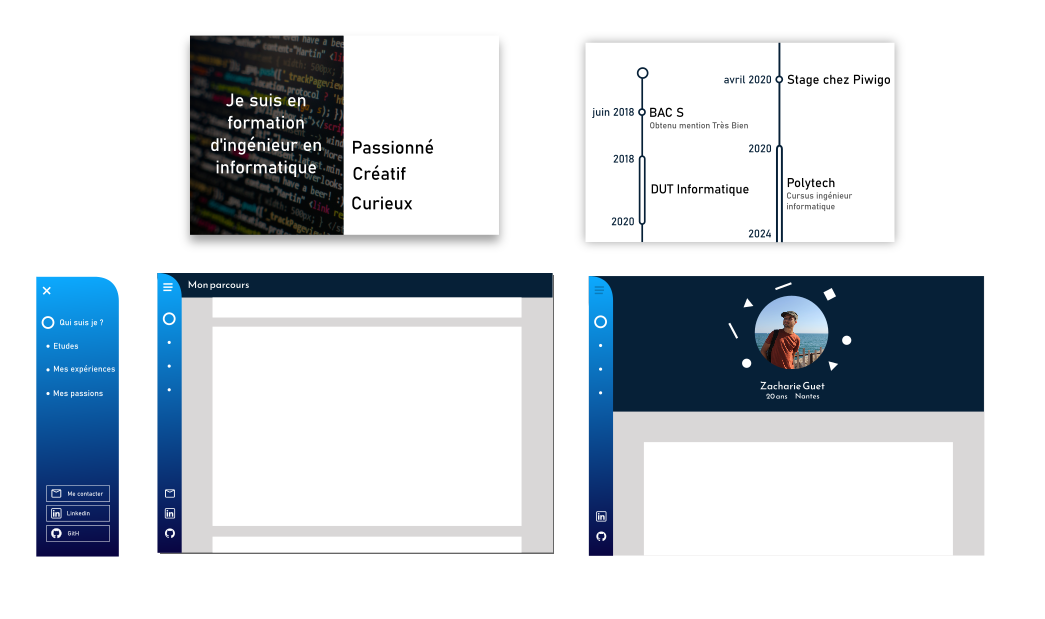 Je suis en
formation
d'ingénieur en
informatique
Passionné
Créatif
Curieux
avril 2020 Stage chez Piwigo
juin 2018 BAC S
Obtenu mention Très Bien
2018
DUT Informatique
2020
2020
Polytech
Cursus ingénieur
informatique
2024
Qui suis je ?
Etudes
Mes expériences
Mes passions
Me contacter
Linkedin
GitH
Mon parcours
Zacharie Guet
20 ans Nantes